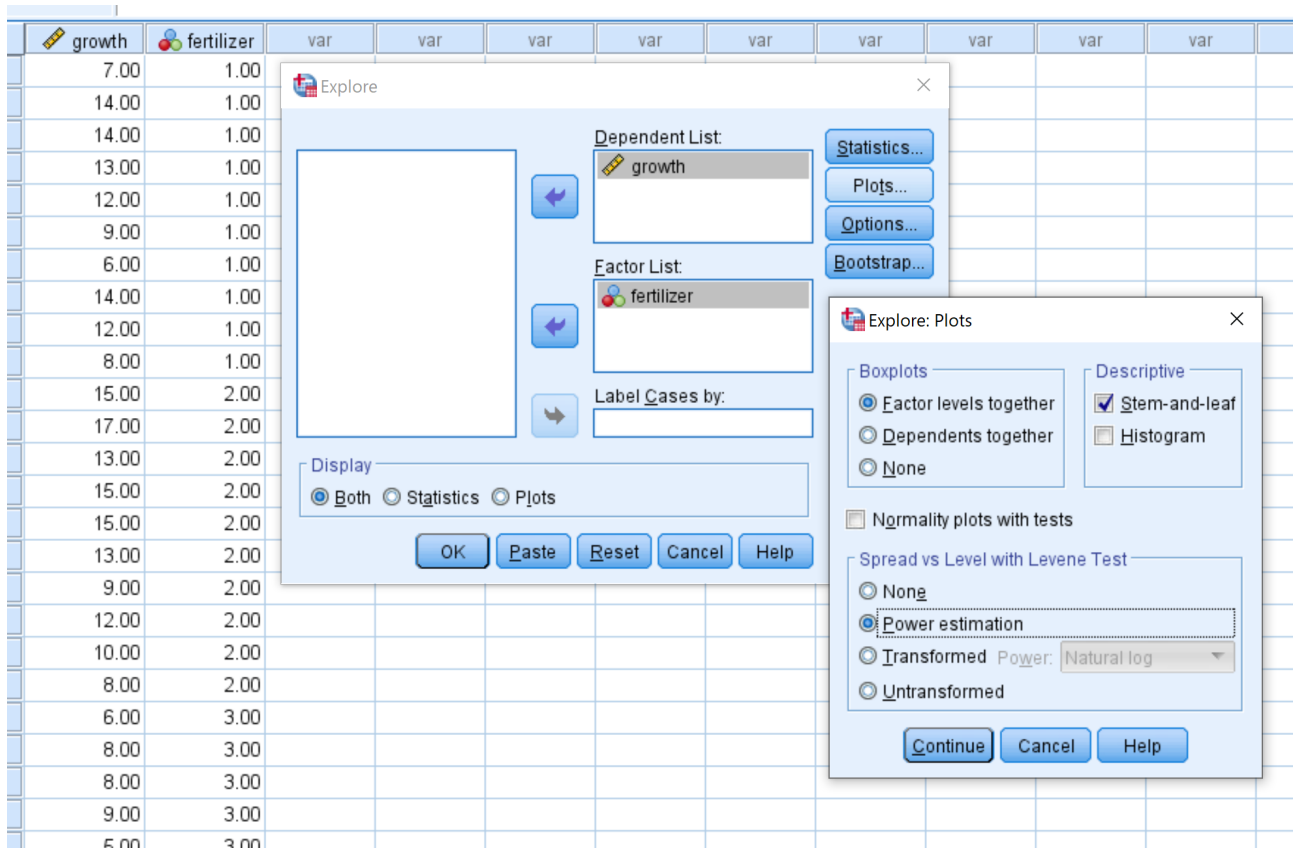 growth fertilizer var var var var var var var var var
7.00 1.00
14.00 1.00
14.00 1.00
13.00 1.00
12.00 1.00
9.00 1.00
6.00 1.00
14.00 1.00
12.00 1.00
8.00 1.00
15.00 2.00
17.00 2.00
13.00 2.00
15.00 2.00
15.00 2.00
13.00 2.00
9.00 2.00
12.00 2.00
10.00 2.00
8.00 2.00
6.00 3.00
8.00 3.00
8.00 3.00
9.00 3.00
5.00 3.00
Explore
Dependent List:
growth
Factor List:
fertilizer
Label Cases by:
Statistics...
Plots...
Options...
Bootstrap...
Display
Both Statistics Plots
OK Paste Reset Cancel Help
Explore: Plots
Boxplots
Factor levels together
Dependents together
None
Descriptive
Stem-and-leaf
Histogram
Normality plots with tests
Spread vs Level with Levene Test
None
Power estimation
Transformed Power: Natural log
Untransformed
Continue Cancel Help